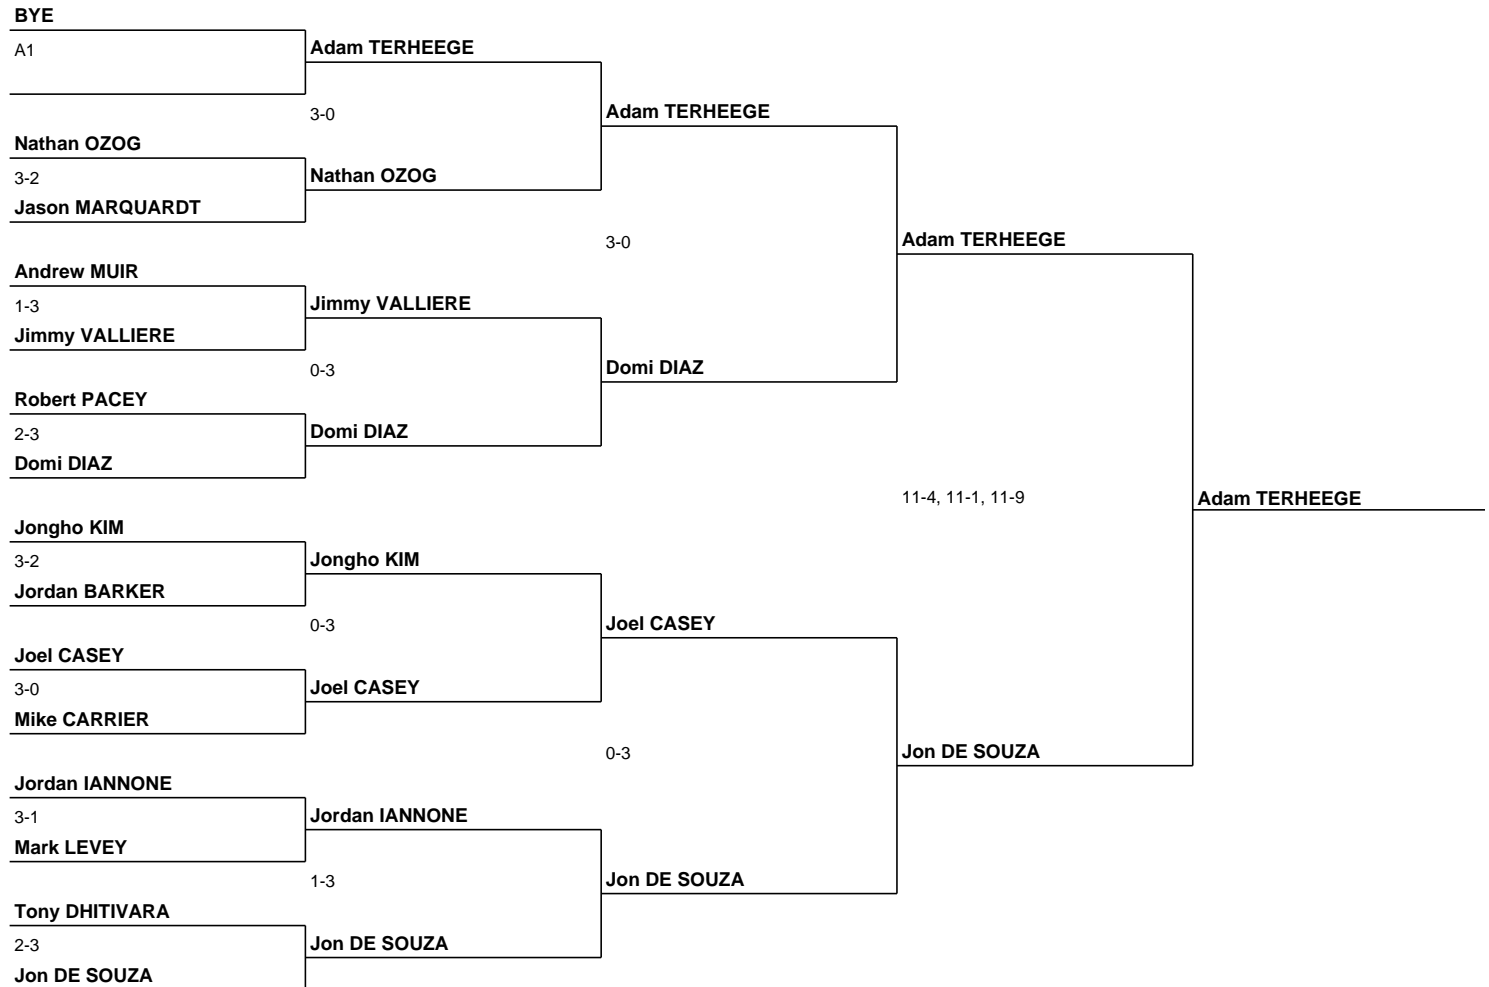 BYE
A1
Adam TERHEEGE
3-0
Adam TERHEEGE
Nathan OZOG
3-2
Nathan OZOG
Jason MARQUARDT
3-0
Adam TERHEEGE
Andrew MUIR
1-3
Jimmy VALLIERE
Jimmy VALLIERE
0-3
Domi DIAZ
Robert PACEY
2-3
Domi DIAZ
Domi DIAZ
11-4, 11-1, 11-9
Adam TERHEEGE
Jongho KIM
3-2
Jongho KIM
Jordan BARKER
0-3
Joel CASEY
Joel CASEY
3-0
Joel CASEY
Mike CARRIER
0-3
Jon DE SOUZA
Jordan IANNONE
3-1
Jordan IANNONE
Mark LEVEY
1-3
Jon DE SOUZA
Tony DHITIVARA
2-3
Jon DE SOUZA
Jon DE SOUZA